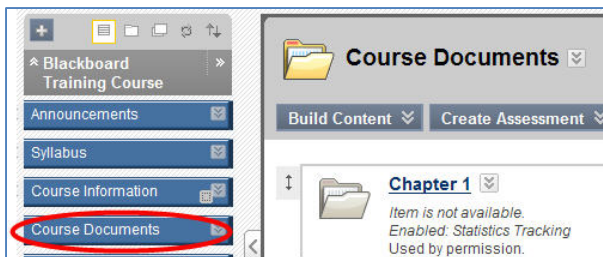 Blackboard
Training Course
Announcements
Syllabus
Course Information
Course Documents
Course Documents
Build Content
Create Assessment
Chapter 1
Item is not available.
Enabled: Statistics Tracking
Used by permission.